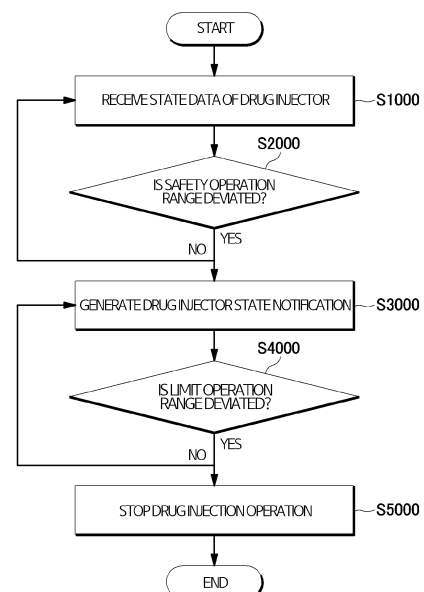 START
RECEIVE STATE DATA OF DRUG INJECTOR
S1000
S2000
IS SAFETY OPERATION
RANGE DEVIATED?
YES
NO
GENERATE DRUG INJECTOR STATE NOTIFICATION
S3000
S4000
IS LIMIT OPERATION
RANGE DEVIATED?
YES
NO
STOP DRUG INJECTION OPERATION
S5000
END